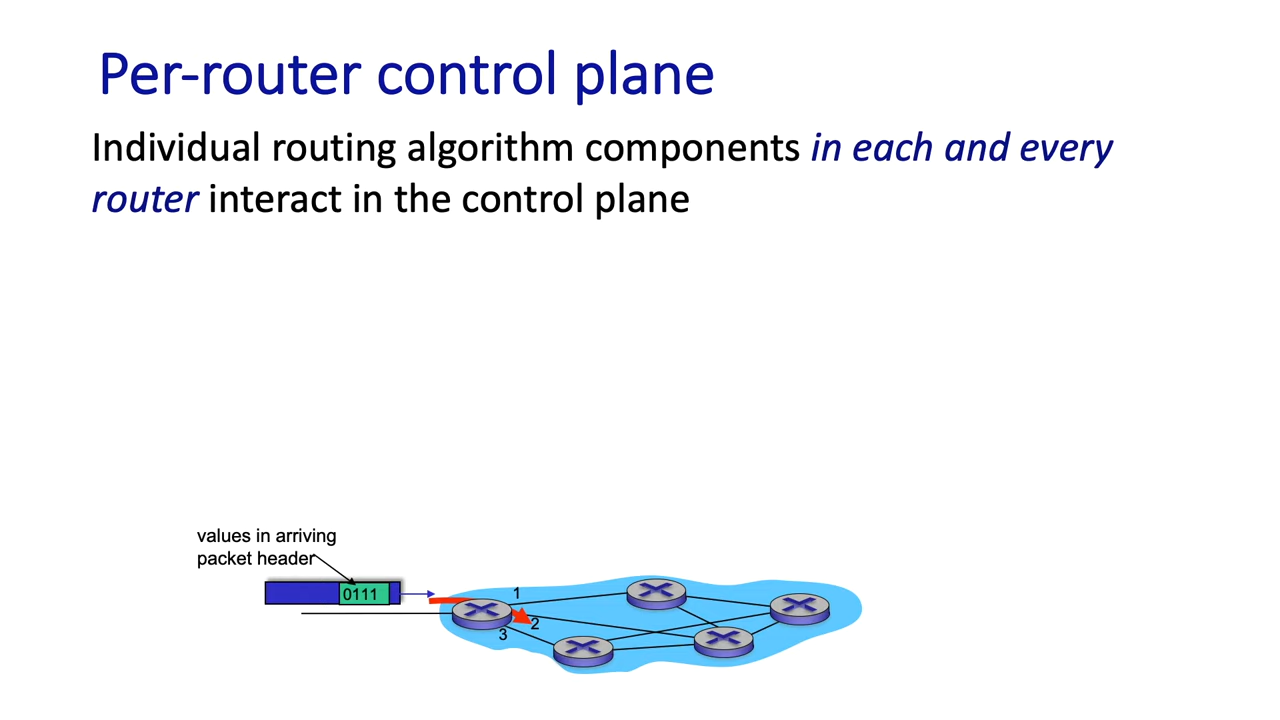 Per-router control plane
Individual routing algorithm components in each and every
router interact in the control plane
values in arriving
packet header
0111
1
2
3